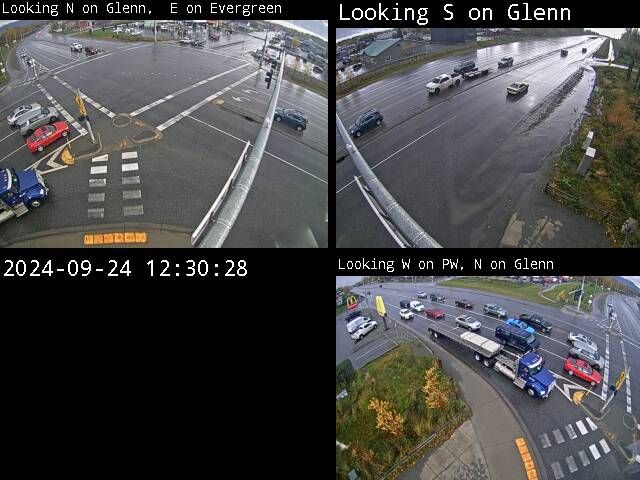 Looking N on Glenn,  E on Evergreen
Looking S on Glenn
2024-09-24 12:30:28
Looking W on PW, N on Glenn